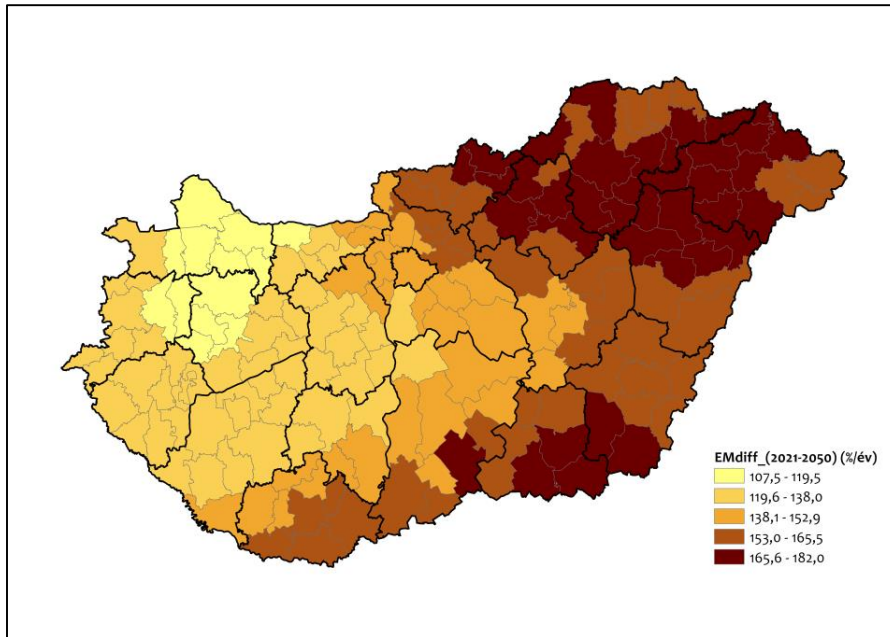 EMdiff_(2021-2050) (%/év)
107,5 - 119,5
119,6 - 138,0
138,1 - 152,9
153,0 - 165,5
165,6 - 182,0